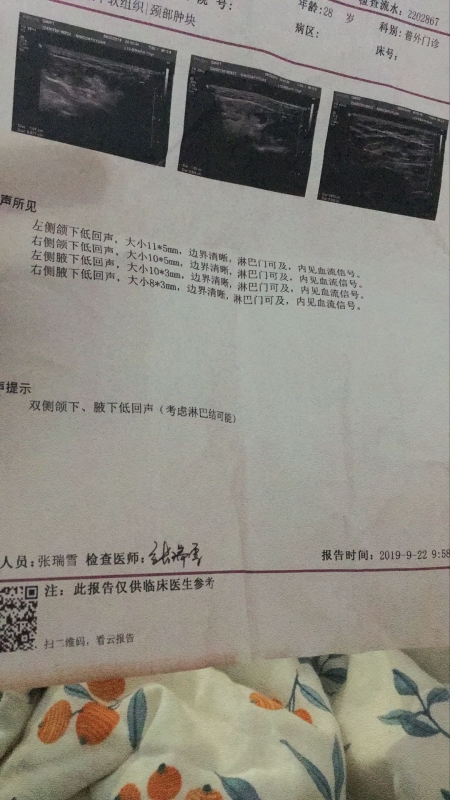 院 号:
年龄:28 岁
检查流水: 2202867
状组织|颈部肿块
病区:
科别:普外门诊
床号:
声所见
左侧颌下低回声,大小11*5mm,边界清晰,淋巴门可及,内见血流信号。
右侧颌下低回声,大小10*5mm,边界清晰,淋巴门可及,内见血流信号。
左侧腋下低回声,大小10*3mm,边界清晰,淋巴门可及,内见血流信号。
右侧腋下低回声,大小8*3mm,边界清晰,淋巴门可及,内见血流信号。
声提示
双侧颌下、腋下低回声(考虑淋巴结可能)
人员:张瑞雪 检查医师:张瑞雪
报告时间:2019-9-22 9:58
注:此报告仅供临床医生参考
扫二维码,看云报告